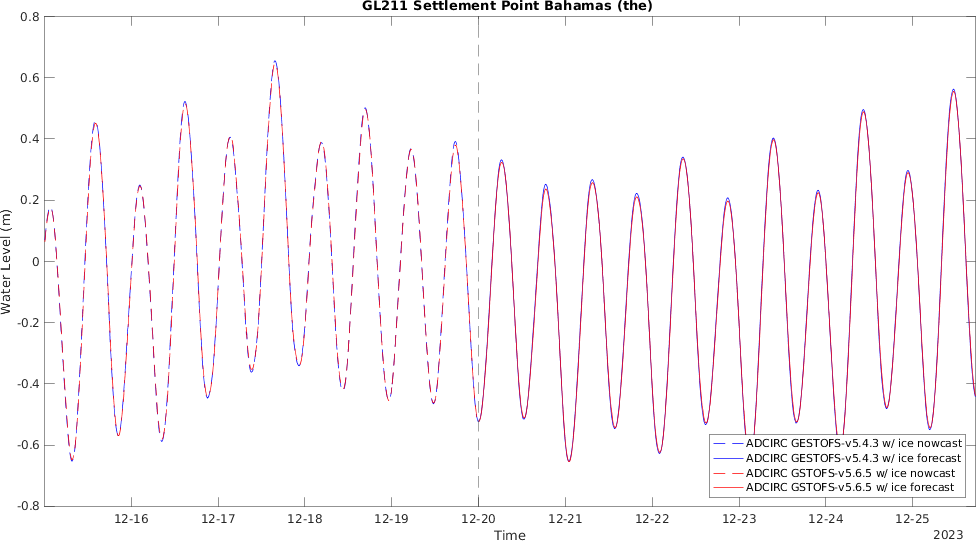 GL211 Settlement Point Bahamas (the)
0.8
0.6
0.4
0.2
0
-0.2
-0.4
-0.6
-0.8
Water Level (m)
ADCIRC GESTOFS-v5.4.3 w/ ice nowcast
ADCIRC GESTOFS-v5.4.3 w/ ice forecast
ADCIRC GSTOFS-v5.6.5 w/ ice nowcast
ADCIRC GSTOFS-v5.6.5 w/ ice forecast
12-16 12-17 12-18 12-19 12-20 12-21 12-22 12-23 12-24 12-25
Time
2023